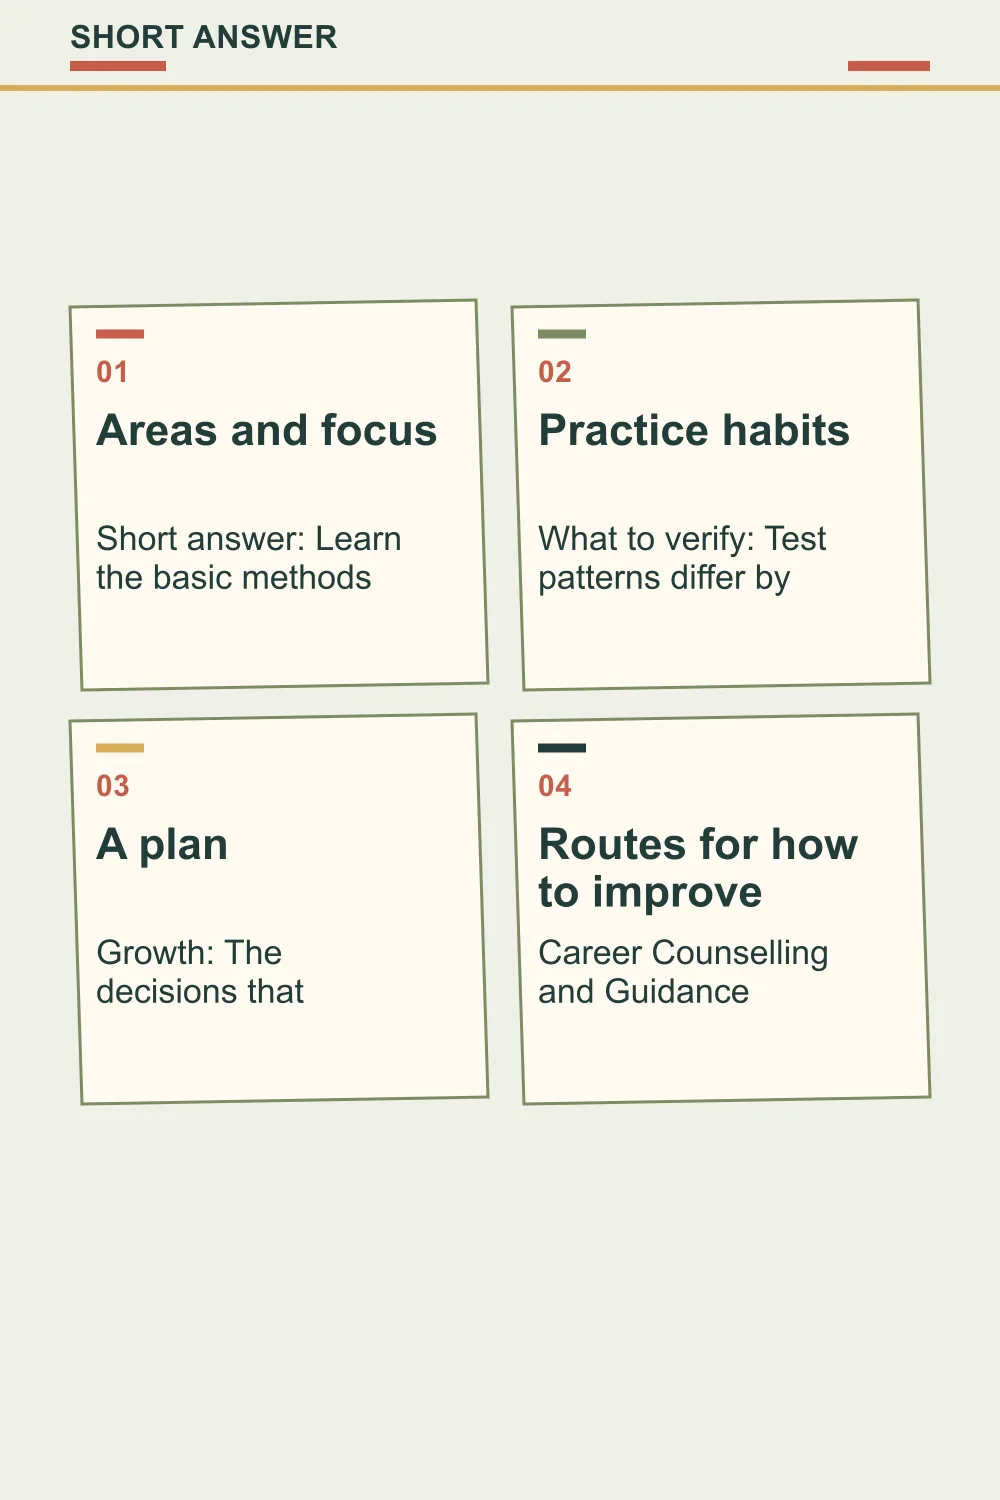 SHORT ANSWER
01
Areas and focus
Short answer: Learn
the basic methods
02
Practice habits
What to verify: Test
patterns differ by
03
A plan
Growth: The
decisions that
04
Routes for how
to improve
Career Counselling
and Guidance